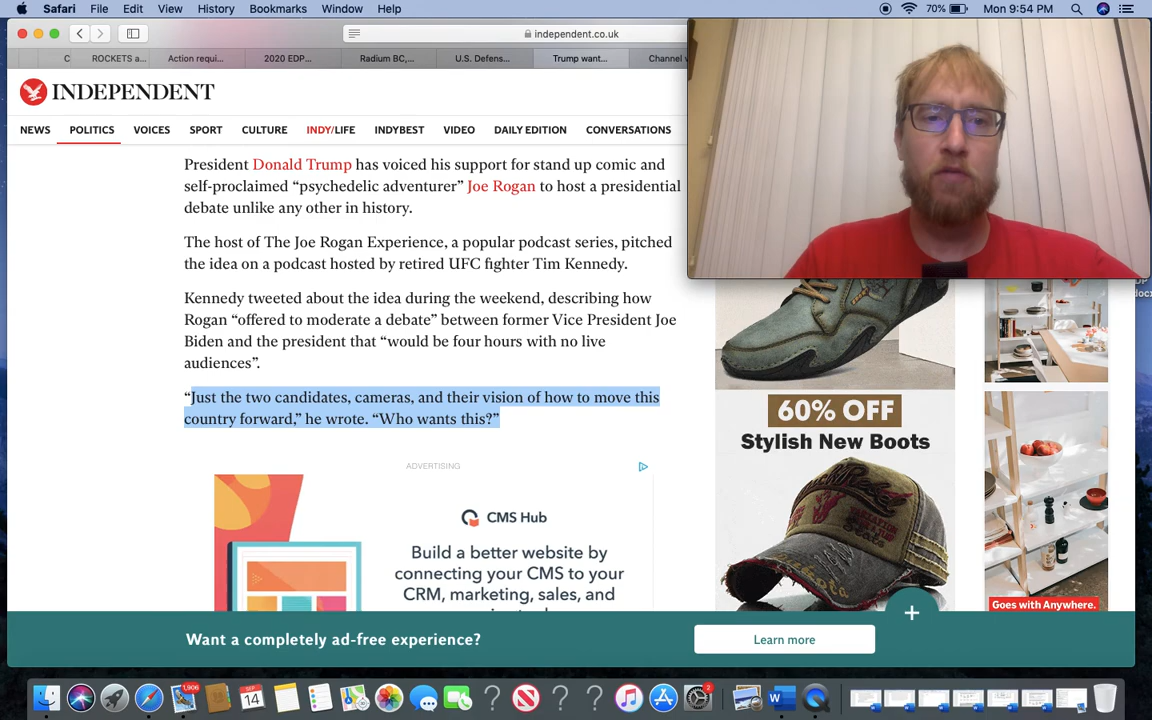 Safari File Edit View History Bookmarks Window Help 70% Mon 9:54 PM
independent.co.uk
C ROCKETS a... Action requi... 2020 EDP... Radium BC,... U.S. Defens... Trump want... Channel
INDEPENDENT
NEWS POLITICS VOICES SPORT CULTURE INDY/LIFE INDYBEST VIDEO DAILY EDITION CONVERSATIONS
President Donald Trump has voiced his support for stand up comic and
self-proclaimed “psychedelic adventurer” Joe Rogan to host a presidential
debate unlike any other in history.
The host of The Joe Rogan Experience, a popular podcast series, pitched
the idea on a podcast hosted by retired UFC fighter Tim Kennedy.
Kennedy tweeted about the idea during the weekend, describing how
Rogan “offered to moderate a debate” between former Vice President Joe
Biden and the president that “would be four hours with no live
audiences”.
“Just the two candidates, cameras, and their vision of how to move this
country forward,” he wrote. “Who wants this?”
ADVERTISING
CMS Hub
Build a better website by
connecting your CMS to your
CRM, marketing, sales, and
60% OFF
Stylish New Boots
Goes with Anywhere.
Want a completely ad-free experience?
Learn more
+
1,906
SEP
14
2
W